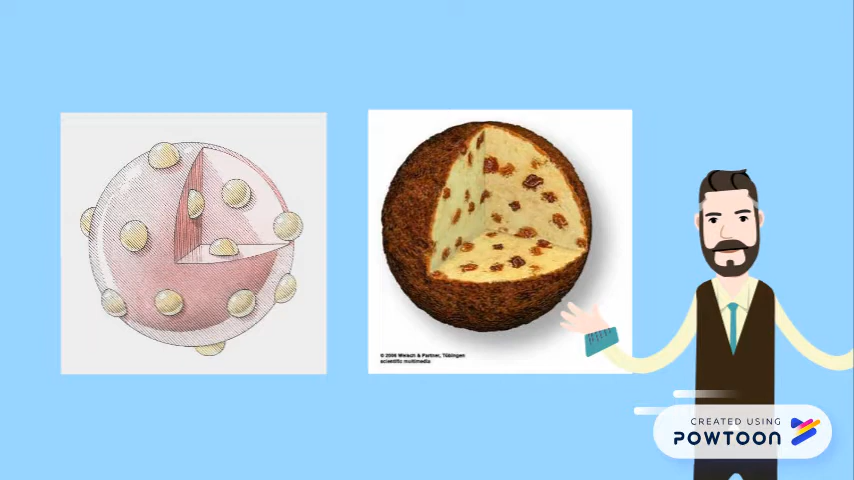 © 2006 Welsch & Partner, Tübingen
scientific multimedia
CREATED USING
POWTOON